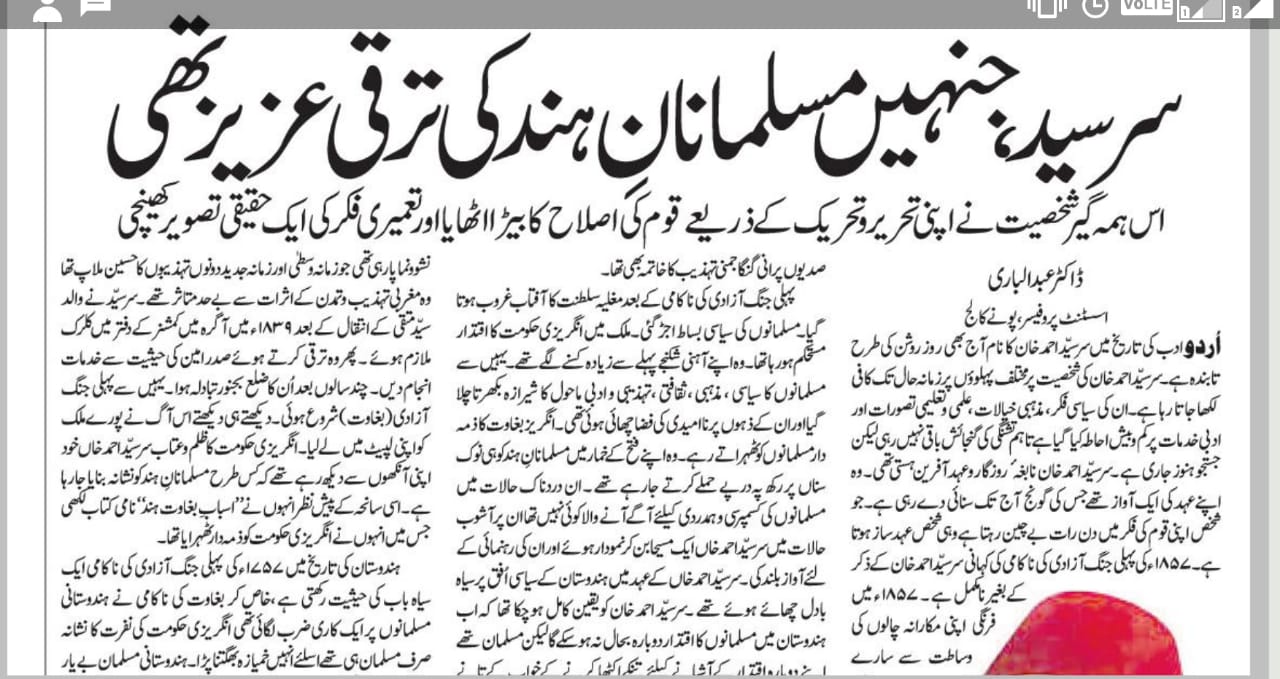 VoLTE
1
2
سرسید، جنہیں مسلمانانِ ہند کی ترقی عزیز تھی
اس ہمہ گیر شخصیت نے اپنی تحریر وتحریک کے ذریعے قوم کی اصلاح کا بیڑا اٹھایا اور تعمیری فکر کی ایک حقیقی تصویر کھینچی
ڈاکٹر عبدالباری
اسسٹنٹ پروفیسر، پونے کالج
اُردو ادب کی تاریخ میں سرسیّد احمد خان کا نام آج بھی روز روشن کی طرح
تابندہ ہے۔ سرسیّد احمد خان کی شخصیت پر مختلف پہلوؤں پر زمانہ حال تک کافی
لکھا جاتا رہا ہے۔ ان کی سیاسی فکر، مذہبی خیالات، علمی و تعلیمی تصورات اور
ادبی خدمات پر کم و بیش احاطہ کیا گیا ہے تاہم تشنگی کی گنجائش باقی نہیں رہی لیکن
جستجو ہنوز جاری ہے۔ سرسیّد احمد خان نابغۂ روزگار و عہد آفرین ہستی تھی۔ وہ
اپنے عہد کی ایک آواز تھے جس کی گونج آج تک سنائی دے رہی ہے۔ جو
شخص اپنی قوم کی فکر میں دن رات بے چین رہتا ہے وہی شخص عہد ساز ہوتا
ہے۔ ۱۸۵۷ء کی پہلی جنگ آزادی کی ناکامی کی کہانی سرسیّد احمد خان کے ذکر
کے بغیر نامکمل ہے۔ ۱۸۵۷ء میں
فرنگی اپنی مکارانہ چالوں کی
وساطت سے سارے
صدیوں پرانی گنگا جمنی تہذیب کا خاتمہ بھی تھا۔
پہلی جنگ آزادی کی ناکامی کے بعد مغلیہ سلطنت کا آفتاب غروب ہوتا
گیا۔ مسلمانوں کی سیاسی بساط اجڑ گئی۔ ملک میں انگریزی حکومت کا اقتدار
مستحکم ہو رہا تھا۔ وہ اپنے آہنی شکنجے پہلے سے زیادہ کسنے لگے تھے۔ یہیں سے
مسلمانوں کا سیاسی، مذہبی، ثقافتی، تہذیبی و ادبی ماحول کا شیرازہ بکھرتا چلا
گیا اور ان کے ذہنوں پر ناامیدی کی فضا چھائی ہوئی تھی۔ انگریز بغاوت کا ذمہ
دار مسلمانوں کو ٹھہراتے رہے۔ وہ اپنے فتح کے خمار میں مسلمانانِ ہند کو ہی نوک
سناں پر رکھ پہ درپے حملے کرتے جا رہے تھے۔ ان دردناک حالات میں
مسلمانوں کی کسمپرسی و ہمدردی کیلئے آگے آنے والا کوئی نہیں تھا ان پر آشوب
حالات میں سرسیّد احمد خاں ایک مسیحا بن کر نمودار ہوئے اور ان کی رہنمائی کے
لئے آواز بلند کی۔ سرسیّد احمد خاں کے عہد میں ہندوستان کے سیاسی اُفق پر سیاہ
بادل چھائے ہوئے تھے۔ سرسیّد احمد خان کو یقین کامل ہو چکا تھا کہ اب
ہندوستان میں مسلمانوں کا اقتدار دوبارہ بحال نہ ہو سکے گا لیکن مسلمان تھے
نشوونما پا رہی تھی جو زمانہ وسطیٰ اور زمانہ جدید دونوں تہذیبوں کا حسین ملاپ تھا
وہ مغربی تہذیب و تمدن کے اثرات سے بے حد متاثر تھے۔ سرسیّد نے والد
سیّد متقی کے انتقال کے بعد ۱۸۳۹ء میں آگرہ میں کمشنر کے دفتر میں کلرک
ملازم ہوئے۔ پھر وہ ترقی کرتے ہوئے صدر امین کی حیثیت سے خدمات
انجام دیں۔ چند سالوں بعد اُن کا ضلع بجنور تبادلہ ہوا۔ یہیں سے پہلی جنگ
آزادی (بغاوت) شروع ہوئی۔ دیکھتے ہی دیکھتے اس آگ نے پورے ملک
کو اپنی لپیٹ میں لے لیا۔ انگریزی حکومت کا ظلم و عتاب سرسیّد احمد خاں خود
اپنی آنکھوں سے دیکھ رہے تھے کہ کس طرح مسلمانانِ ہند کو نشانہ بنایا جا رہا
ہے۔ اسی سانحہ کے پیش نظر انہوں نے ’’اسباب بغاوت ہند‘‘ نامی کتاب لکھی
جس میں انہوں نے انگریزی حکومت کو ذمہ دار ٹھہرایا تھا۔
ہندوستان کی تاریخ میں ۱۷۵۷ء کی پہلی جنگ آزادی کی ناکامی ایک
سیاہ باب کی حیثیت رکھتی ہے، خاص کر بغاوت کی ناکامی نے ہندوستانی
مسلمانوں پر ایک کاری ضرب لگائی تھی انگریزی حکومت کی نفرت کا نشانہ
صرف مسلمان ہی تھے اسلئے انہیں خمیازہ بھگتنا پڑا۔ ہندوستانی مسلمان بے یار